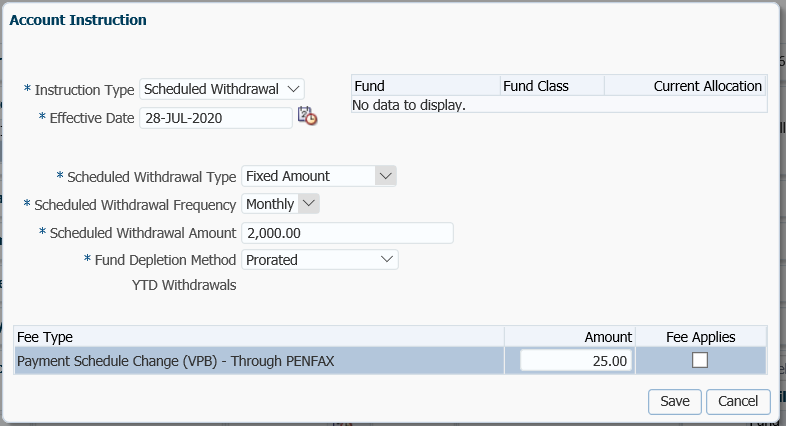 Account Instruction
* Instruction Type Scheduled Withdrawal
Fund Fund Class Current Allocation
No data to display.
* Effective Date 28-JUL-2020
* Scheduled Withdrawal Type Fixed Amount
* Scheduled Withdrawal Frequency Monthly
* Scheduled Withdrawal Amount 2,000.00
* Fund Depletion Method Prorated
YTD Withdrawals
Fee Type Amount Fee Applies
Payment Schedule Change (VPB) - Through PENFAX 25.00
Save Cancel